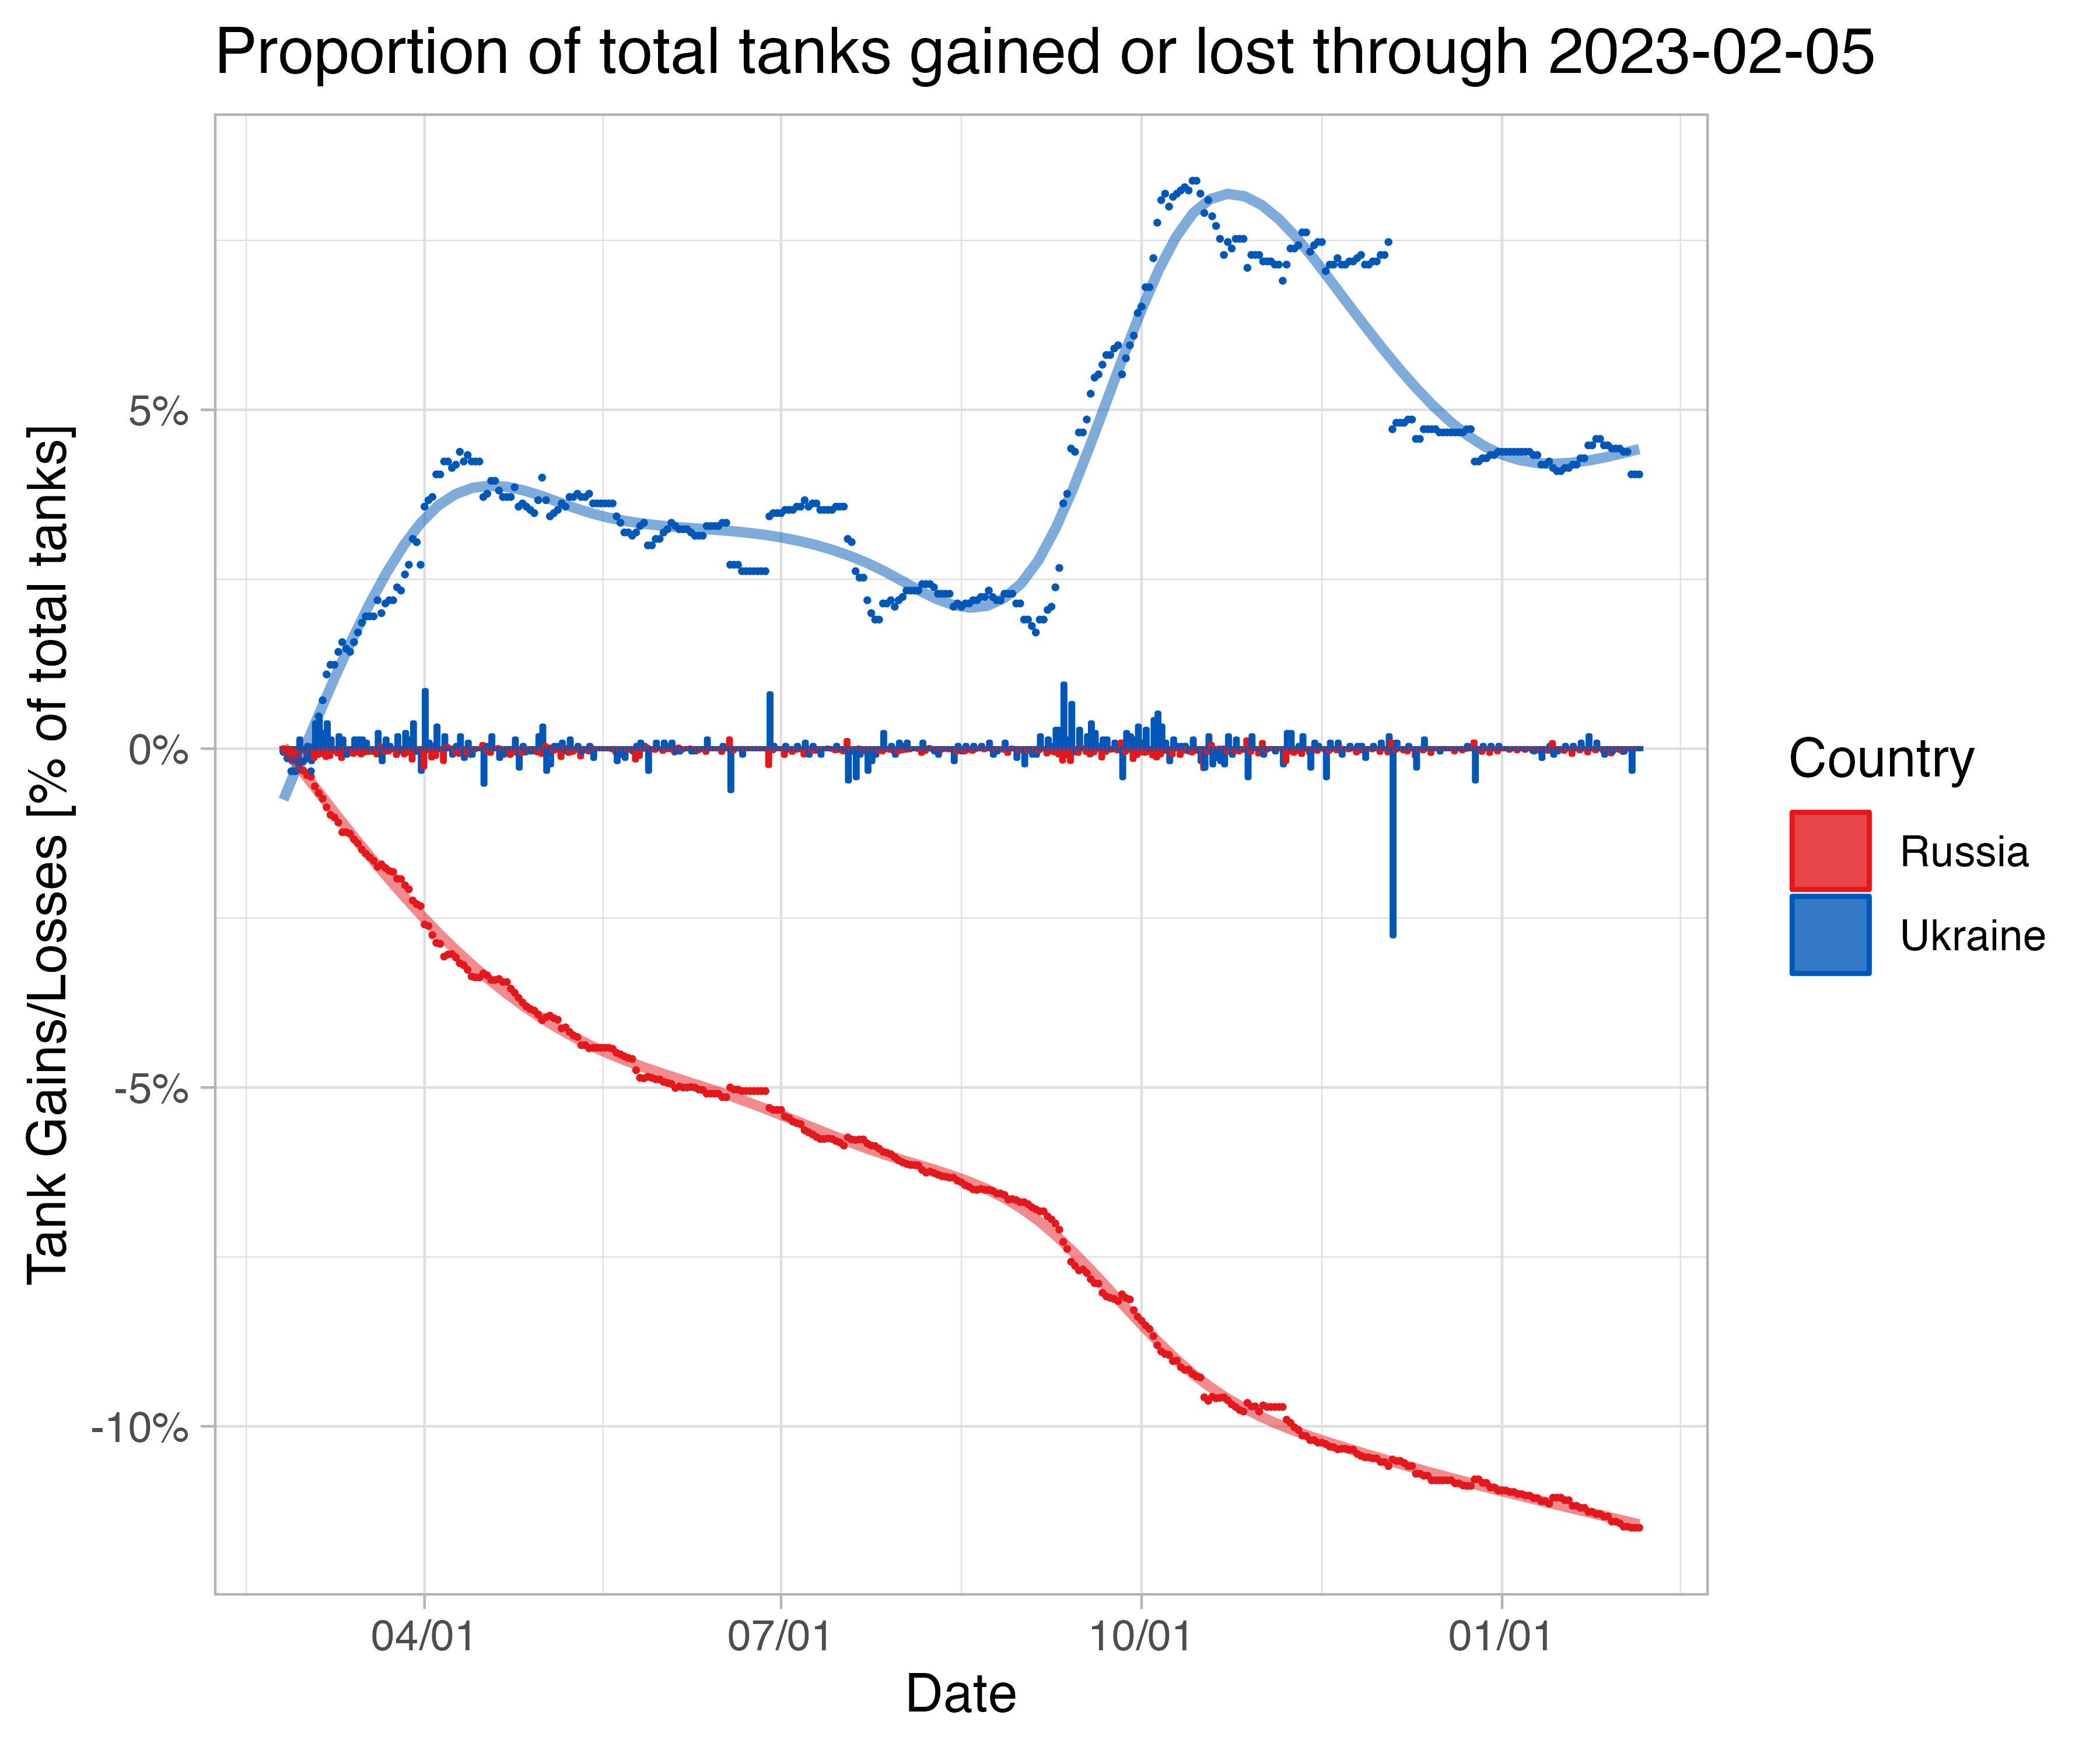 Proportion of total tanks gained or lost through 2023-02-05
Tank Gains/Losses [% of total tanks]
5%
0%
-5%
-10%
04/01
07/01
10/01
01/01
Date
Country
Russia
Ukraine